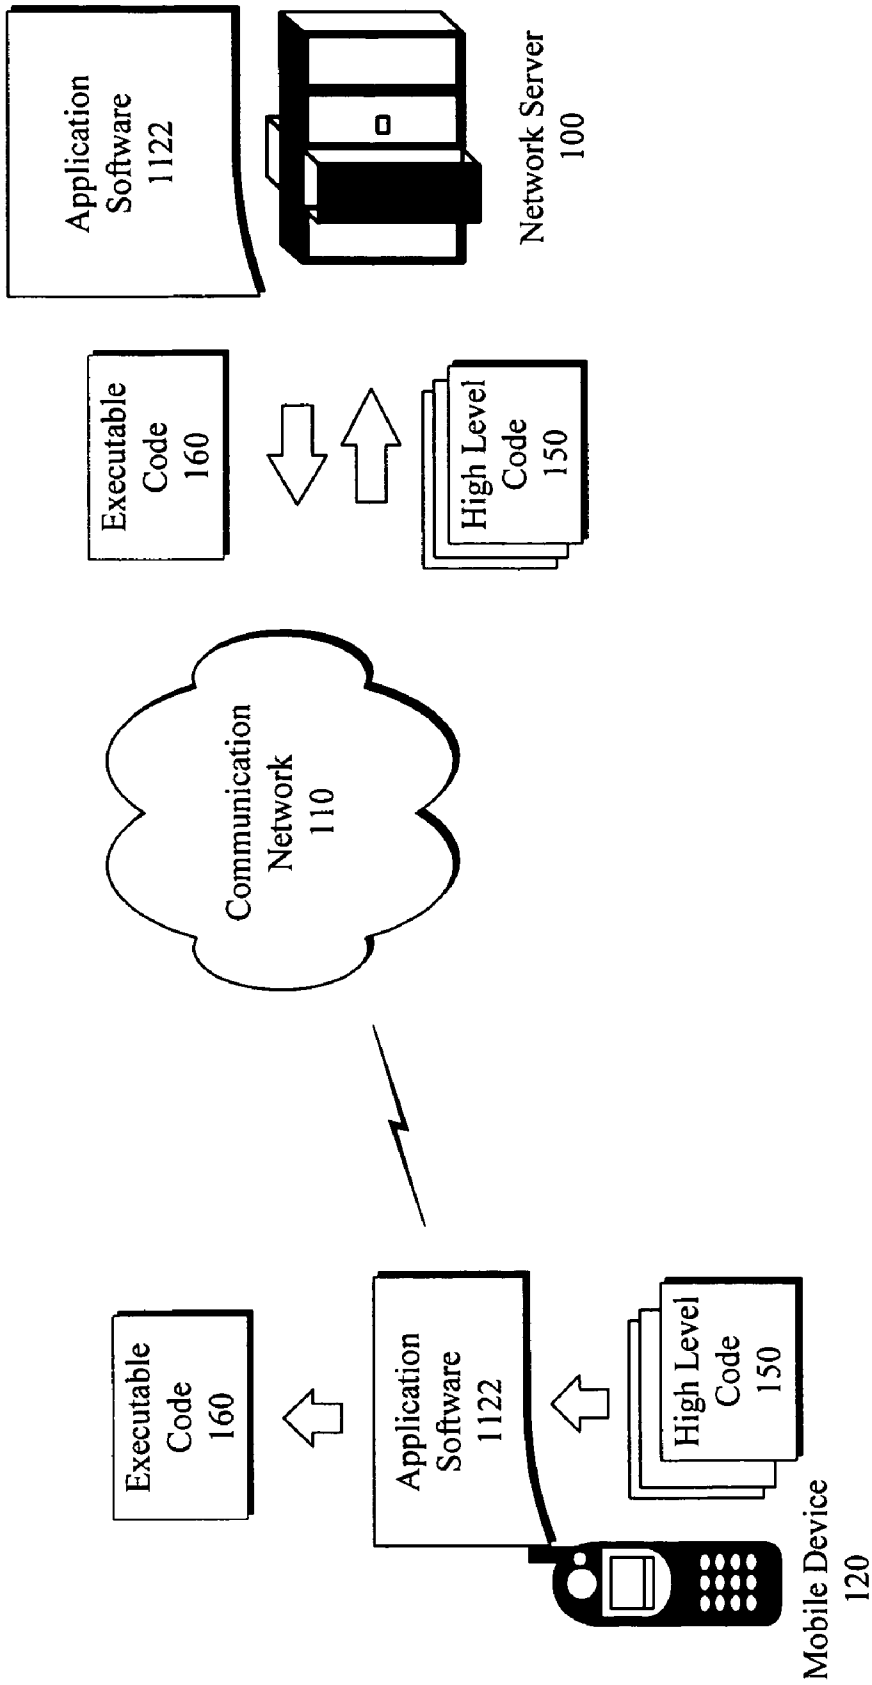 Executable
Code
160
Application
Software
1122
High Level
Code
150
Mobile Device
120
Communication
Network
110
Executable
Code
160
High Level
Code
150
Application
Software
1122
Network Server
100